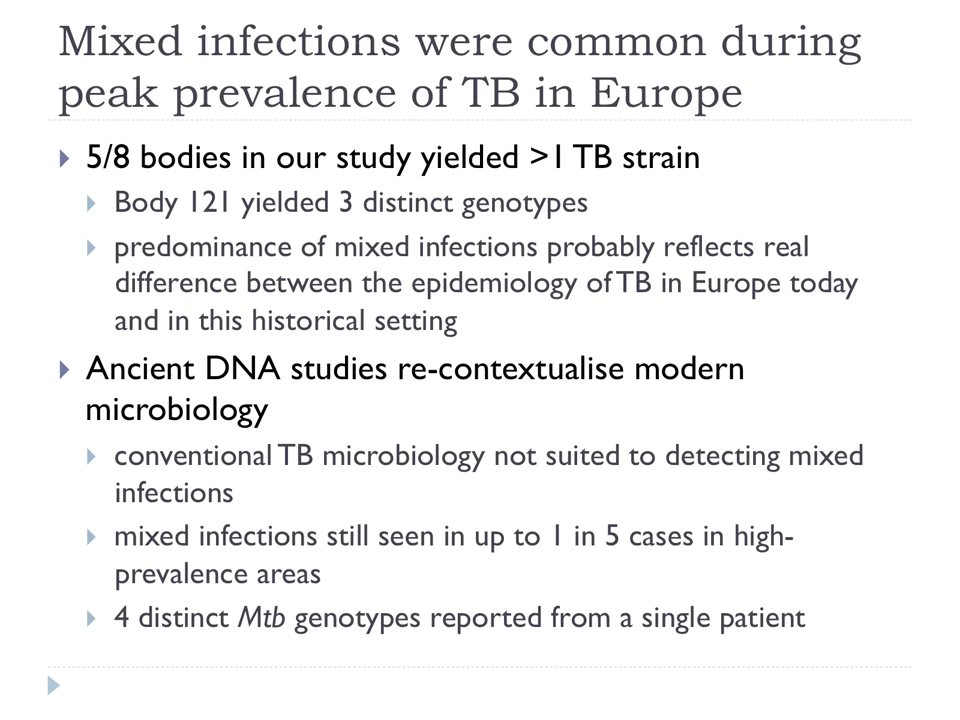 Mixed infections were common during
peak prevalence of TB in Europe
5/8 bodies in our study yielded >1 TB strain
Body 121 yielded 3 distinct genotypes
predominance of mixed infections probably reflects real
difference between the epidemiology of TB in Europe today
and in this historical setting
Ancient DNA studies re-contextualise modern
microbiology
conventional TB microbiology not suited to detecting mixed
infections
mixed infections still seen in up to 1 in 5 cases in high-
prevalence areas
4 distinct Mtb genotypes reported from a single patient